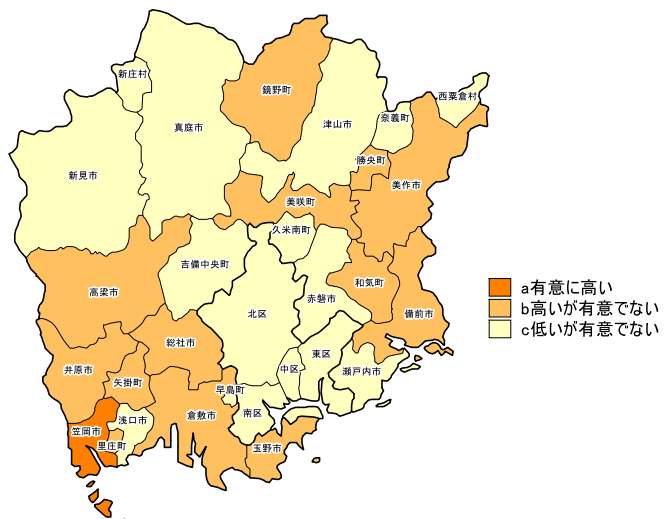 新庄村
鏡野町
西粟倉村
真庭市
津山市
奈義町
勝央町
新見市
美作市
美咲町
久米南町
吉備中央町
和気町
高梁市
赤磐市
北区
備前市
総社市
井原市
矢掛町
中区
東区
瀬戸内市
早島町
浅口市
倉敷市
南区
笠岡市
里庄町
玉野市
a有意に高い
b高いが有意でない
c低いが有意でない